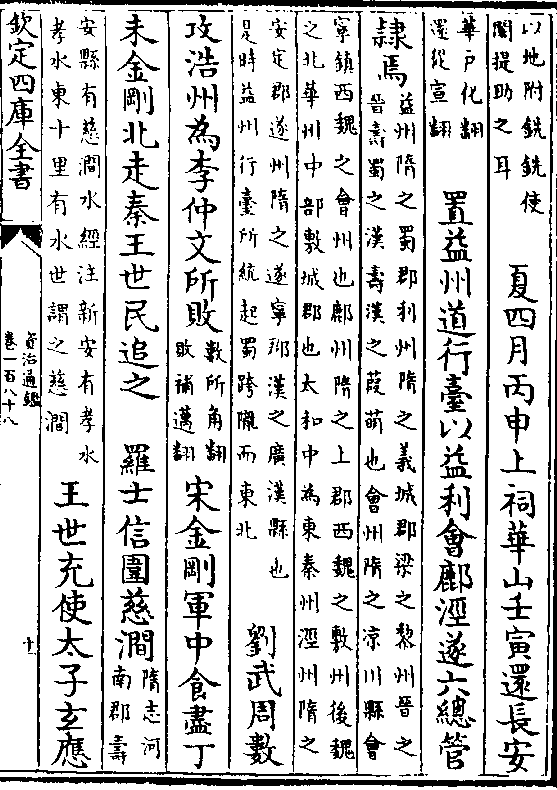 以地附銑銑使
闍提助之耳
夏四月丙申上祠華山壬寅還長安
華戶化翻
還從宣翻
置益州道行臺以益利會鄜涇遂六總管
隸焉
益州隋之蜀郡利州隋之義城郡梁之黎州晉之
晉壽蜀之漢壽漢之葭萌也會州隋之涼川縣會
寧鎮西魏之會州也鄜州隋之上郡西魏之敷州後魏
之北華州中部敷城郡也太和中為東秦州涇州隋之
安定郡遂州隋之遂寧郡漢之廣漢縣也
是時益州行臺所統起蜀跨隴而東北
劉武周數
攻浩州為李仲文所敗
數所角翻
敗補邁翻
宋金剛軍中食盡丁
未金剛北走秦王世民追之
羅士信圍慈澗
隋志河
南郡壽
安縣有慈澗水經注新安有孝水
孝水東十里有水世謂之慈澗
王世充使太子玄應
欽定四庫全書
資治通鑑
卷一百八十八